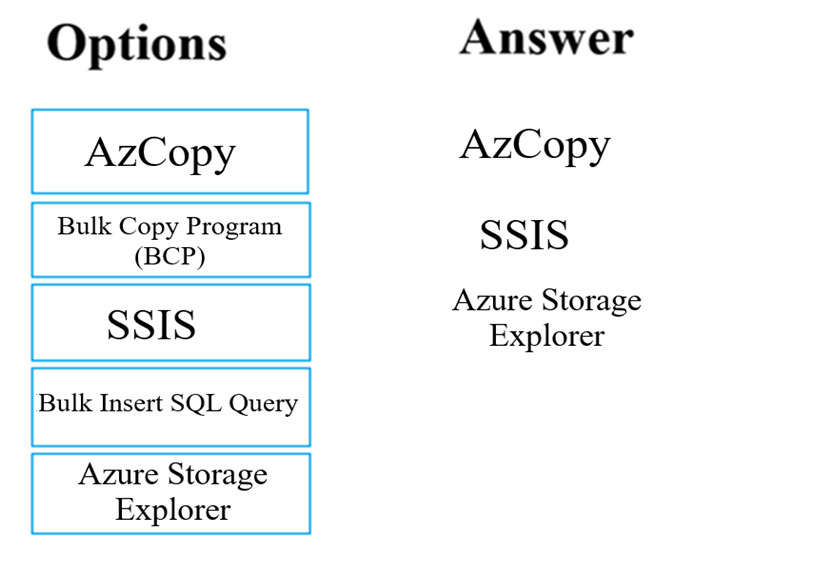 Options
Answer
AzCopy
Bulk Copy Program
(BCP)
SSIS
Bulk Insert SQL Query
Azure Storage
Explorer
AzCopy
SSIS
Azure Storage
Explorer